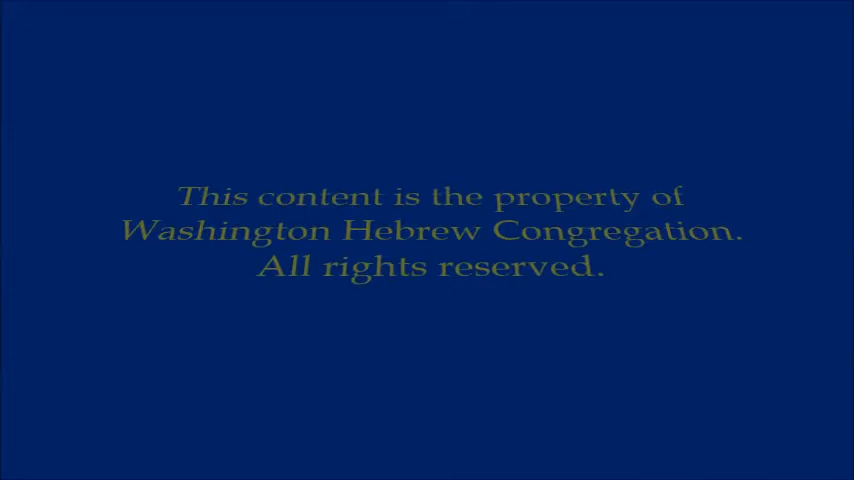 This content is the property of
Washington Hebrew Congregation.
All rights reserved.